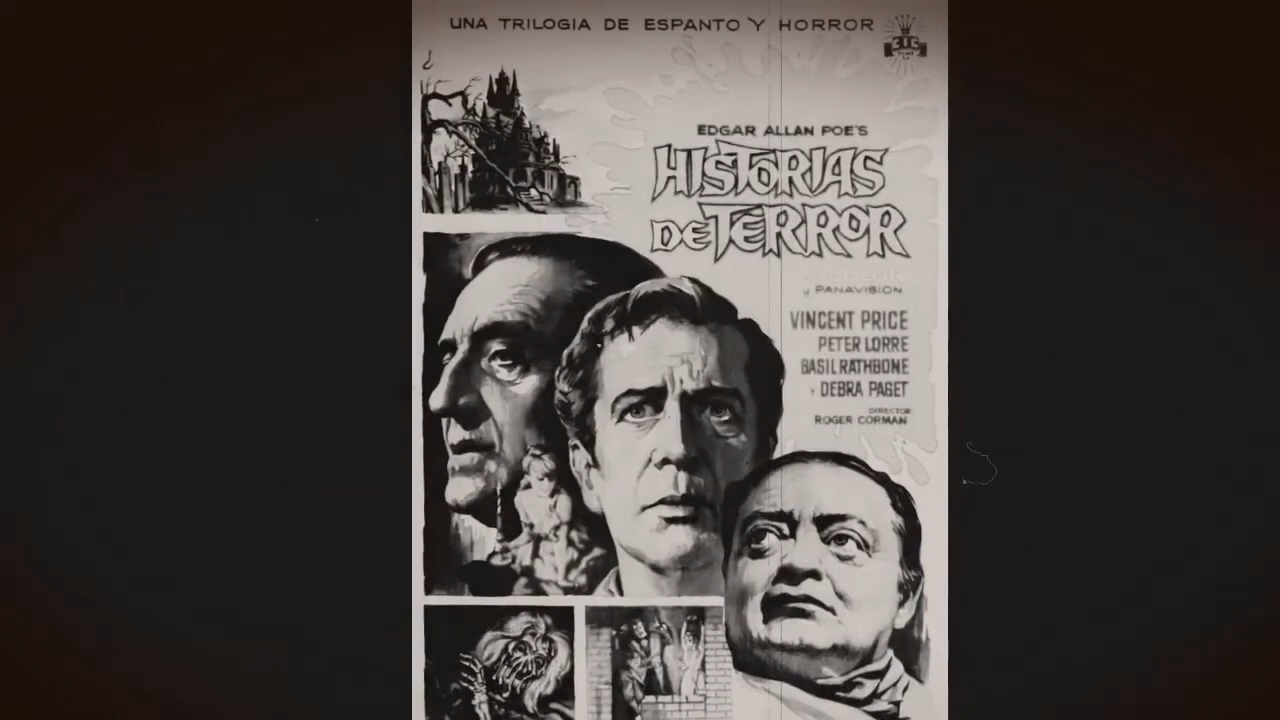 UNA TRILOGIA DE ESPANTO Y HORROR
CIC
EDGAR ALLAN POE'S
HISTORIAS
DE TERROR
y PANAVISION
VINCENT PRICE
PETER LORRE
BASIL RATHBONE
Y DEBRA PAGET
DIRECTOR
ROGER CORMAN